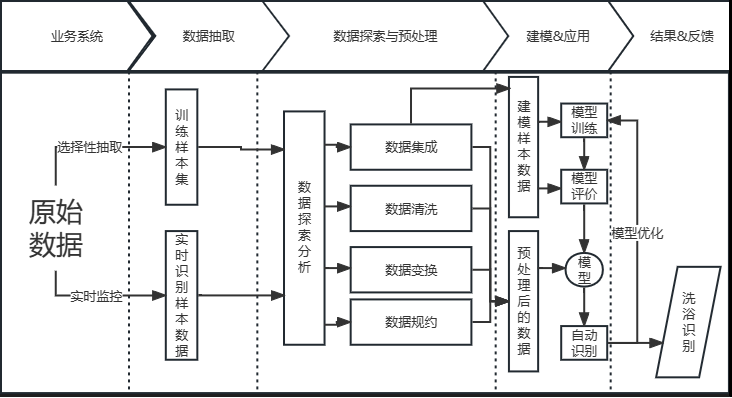 业务系统
数据抽取
数据探索与预处理
建模&应用
结果&反馈
原始
数据
选择性抽取
实时监控
训练样本集
实时识别样本数据
数据探索分析
数据集成
数据清洗
数据变换
数据规约
建模样本数据
预处理后的数据
模型
训练
模型
评价
模型
自动
识别
模型优化
洗浴识别